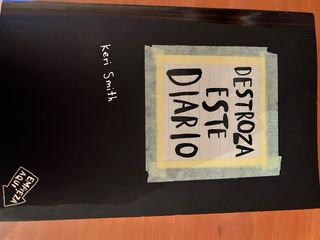 DESTROZA
ESTE
DIARIO
Keri Smith
EMPIEZA
AQUÍ